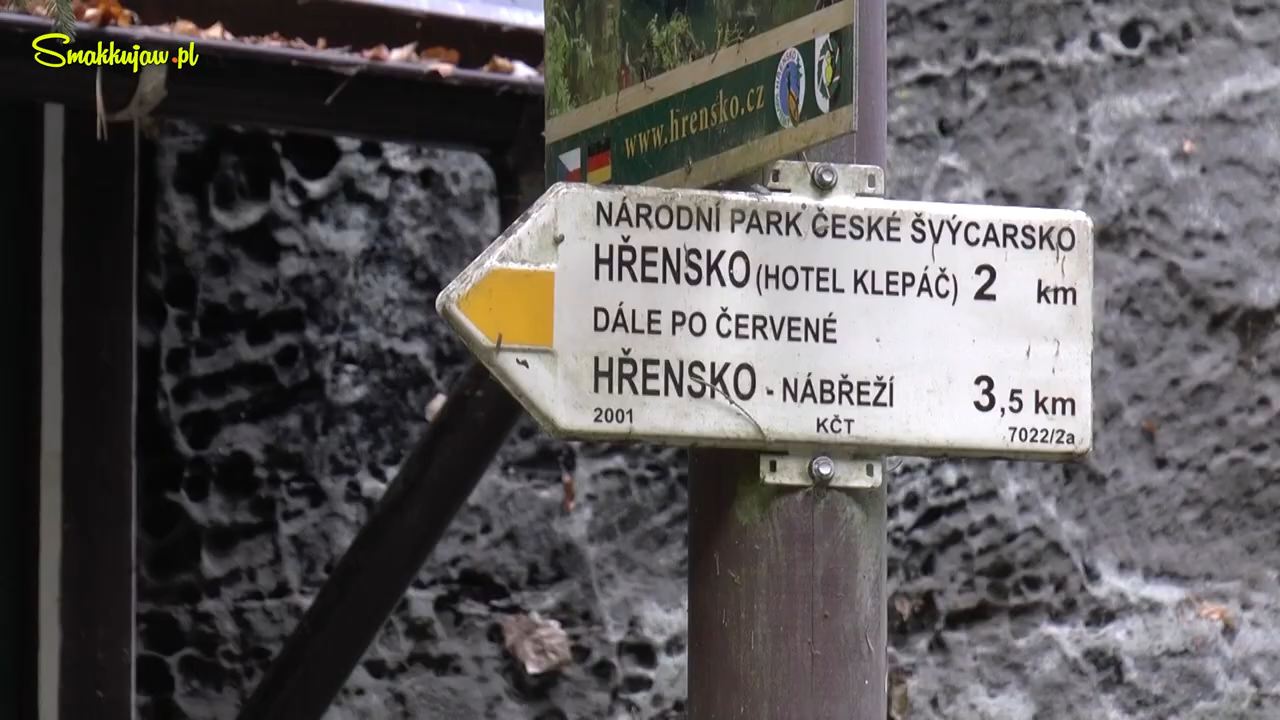 Smakkujaw.pl
www.hrensko.cz
NÁRODNÍ PARK ČESKÉ ŠVÝCARSKO
HŘENSKO (HOTEL KLEPÁČ) 2 km
DÁLE PO ČERVENÉ
HŘENSKO - NÁBŘEŽÍ 3,5 km
2001 KČT 7022/2a